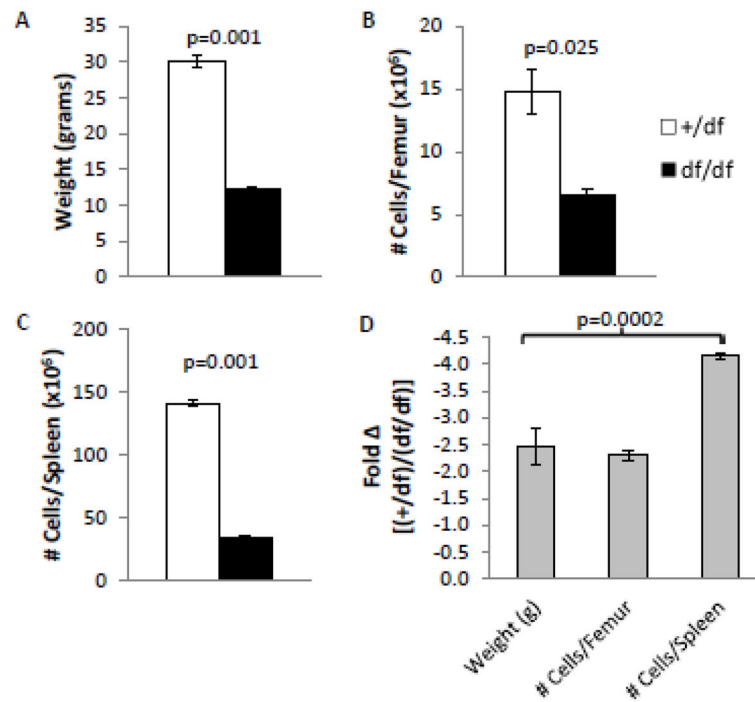 A
p=0.001
Weight (grams)
35
30
25
20
15
10
5
0
B
p=0.025
# Cells/Femur (x10⁶)
20
15
10
5
0
+/df
df/df
C
p=0.001
# Cells/Spleen (x10⁶)
200
150
100
50
0
D
p=0.0002
Fold Δ
[(+/df)/(df/df)]
-4.5
-4.0
-3.5
-3.0
-2.5
-2.0
-1.5
-1.0
-0.5
0.0
Weight (g)
# Cells/Femur
# Cells/Spleen